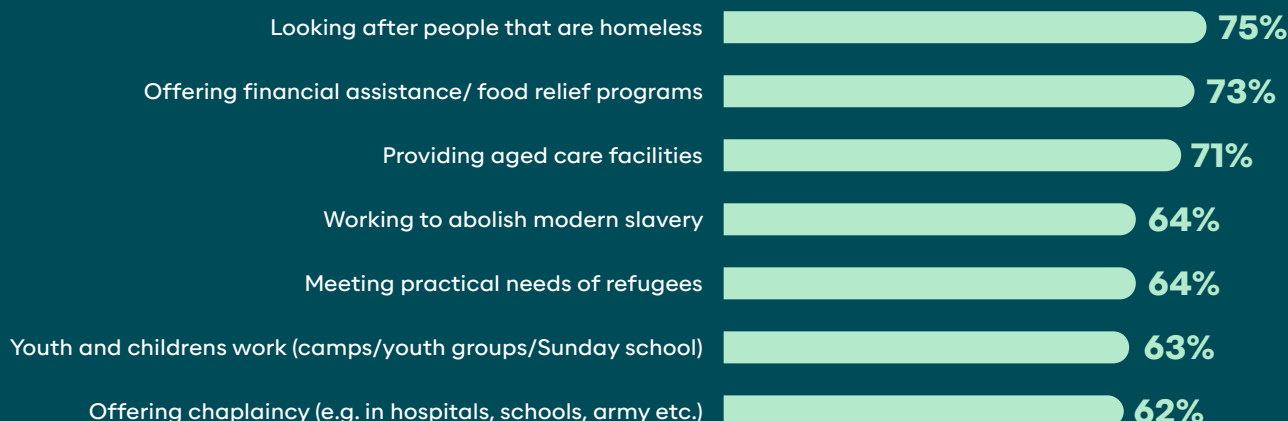 Looking after people that are homeless 75%
Offering financial assistance/ food relief programs 73%
Providing aged care facilities 71%
Working to abolish modern slavery 64%
Meeting practical needs of refugees 64%
Youth and childrens work (camps/youth groups/Sunday school) 63%
Offering chaplaincy (e.g. in hospitals, schools, army etc.) 62%